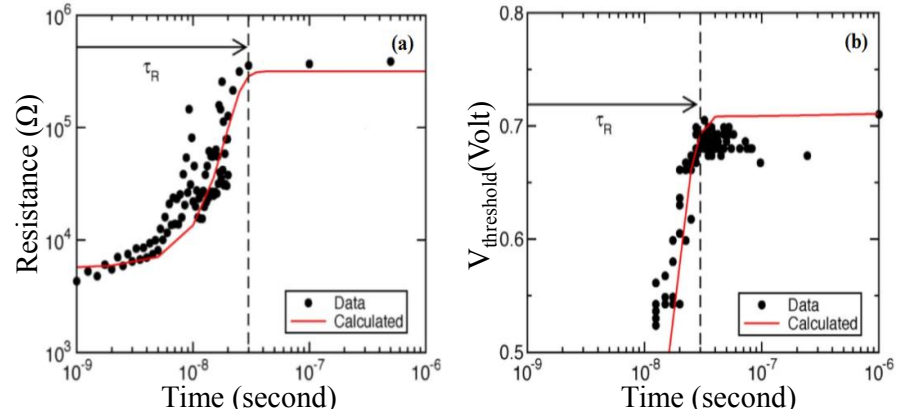 (a)
10^6
10^5
10^4
10^3
Resistance (Ω)
τ_R
Data
Calculated
10^-9
10^-8
10^-7
10^-6
Time (second)
(b)
0.8
0.7
0.6
0.5
V_threshold(Volt)
τ_R
Data
Calculated
10^-9
10^-8
10^-7
10^-6
Time (second)